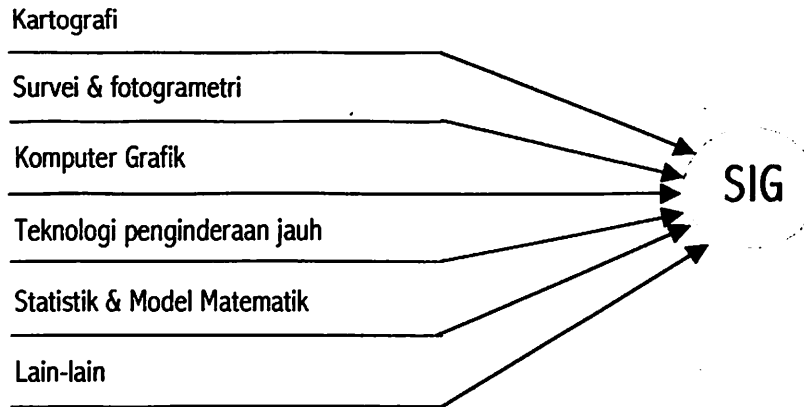 Kartografi
Survei & fotogrametri
Komputer Grafik
SIG
Teknologi penginderaan jauh
Statistik & Model Matematik
Lain-lain